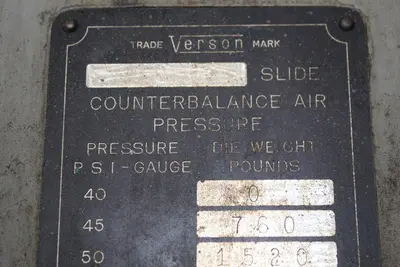 TRADE Verson MARK
SLIDE
COUNTERBALANCE AIR
PRESSURE
PRESSURE DIE WEIGHT
P.S.I-GAUGE POUNDS
40 0
45 760
50 1520